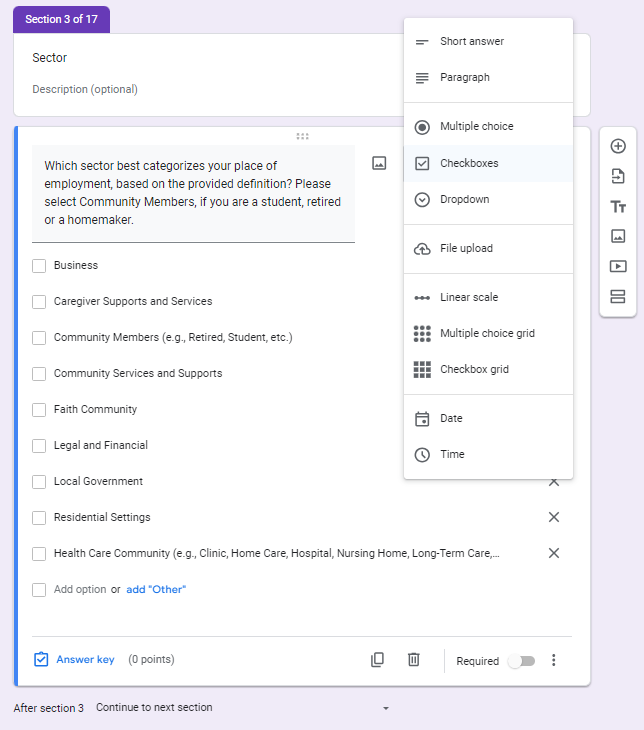 Section 3 of 17
Sector
Description (optional)
Which sector best categorizes your place of
employment, based on the provided definition? Please
select Community Members, if you are a student, retired
or a homemaker.
Business
Caregiver Supports and Services
Community Members (e.g., Retired, Student, etc.)
Community Services and Supports
Faith Community
Legal and Financial
Local Government
Residential Settings
Health Care Community (e.g., Clinic, Home Care, Hospital, Nursing Home, Long-Term Care,...
Add option or add "Other"
Answer key (0 points)
Required
After section 3 Continue to next section
Short answer
Paragraph
Multiple choice
Checkboxes
Dropdown
File upload
Linear scale
Multiple choice grid
Checkbox grid
Date
Time
Tт